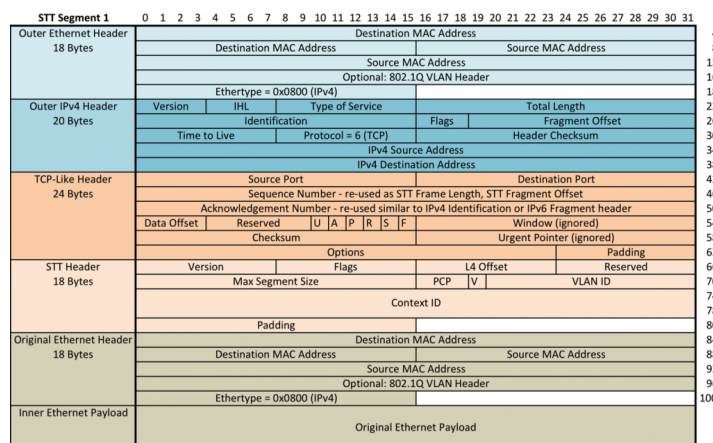 STT Segment 1 0 1 2 3 4 5 6 7 8 9 10 11 12 13 14 15 16 17 18 19 20 21 22 23 24 25 26 27 28 29 30 31
Outer Ethernet Header Destination MAC Address
18 Bytes Destination MAC Address Source MAC Address
Source MAC Address
Optional: 802.1Q VLAN Header
Ethertype = 0x0800 (IPv4)
Outer IPv4 Header Version IHL Type of Service Total Length
20 Bytes Identification Flags Fragment Offset
Time to Live Protocol = 6 (TCP) Header Checksum
IPv4 Source Address
IPv4 Destination Address
TCP-Like Header Source Port Destination Port
24 Bytes Sequence Number - re-used as STT Frame Length, STT Fragment Offset
Acknowledgement Number - re-used similar to IPv4 Identification or IPv6 Fragment header
Data Offset Reserved U A P R S F Window (ignored)
Checksum Urgent Pointer (ignored)
Options Padding
STT Header Version Flags L4 Offset Reserved
18 Bytes Max Segment Size PCP V VLAN ID
Context ID
Padding
Original Ethernet Header Destination MAC Address
18 Bytes Destination MAC Address Source MAC Address
Source MAC Address
Optional: 802.1Q VLAN Header
Ethertype = 0x0800 (IPv4) 100
Inner Ethernet Payload
Original Ethernet Payload